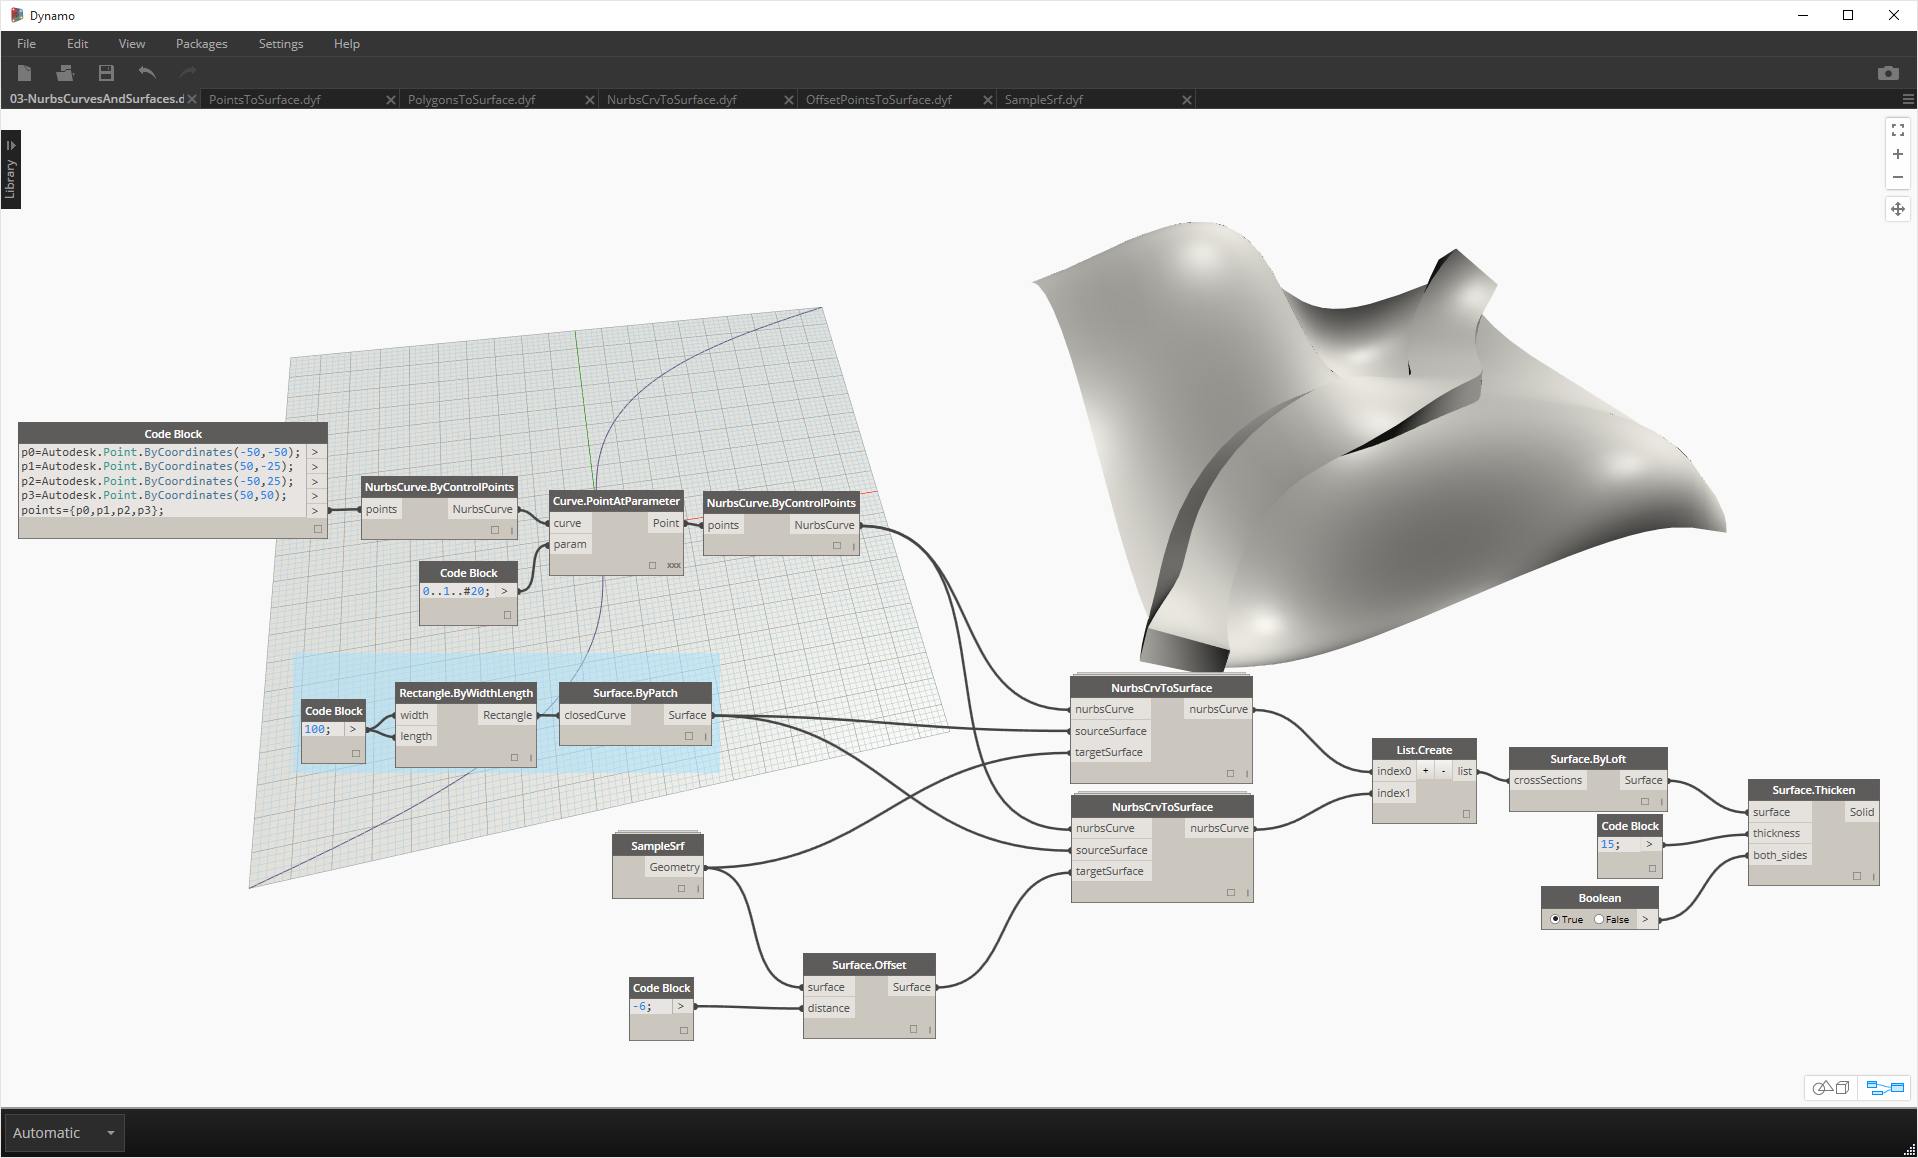 Dynamo
File Edit View Packages Settings Help
03-NurbsCurvesAndSurfaces.d PointsToSurface.dyf PolygonsToSurface.dyf NurbsCrvToSurface.dyf OffsetPointsToSurface.dyf SampleSrf.dyf
Library
Code Block
p0=Autodesk.Point.ByCoordinates(-50,-50); >
p1=Autodesk.Point.ByCoordinates(50,-25); >
p2=Autodesk.Point.ByCoordinates(-50,25); >
p3=Autodesk.Point.ByCoordinates(50,50); >
points={p0,p1,p2,p3}; >
NurbsCurve.ByControlPoints
points NurbsCurve
Code Block
0..1..#20; >
Curve.PointAtParameter
curve Point
param
xxx
NurbsCurve.ByControlPoints
points NurbsCurve
Code Block
100; >
Rectangle.ByWidthLength
width Rectangle
length
Surface.ByPatch
closedCurve Surface
SampleSrf
Geometry
Code Block
-6; >
Surface.Offset
surface Surface
distance
NurbsCrvToSurface
nurbsCurve nurbsCurve
sourceSurface
targetSurface
NurbsCrvToSurface
nurbsCurve nurbsCurve
sourceSurface
targetSurface
List.Create
index0 + - list
index1
Surface.ByLoft
crossSections Surface
Code Block
15; >
Boolean
True False >
Surface.Thicken
surface Solid
thickness
both_sides
Automatic